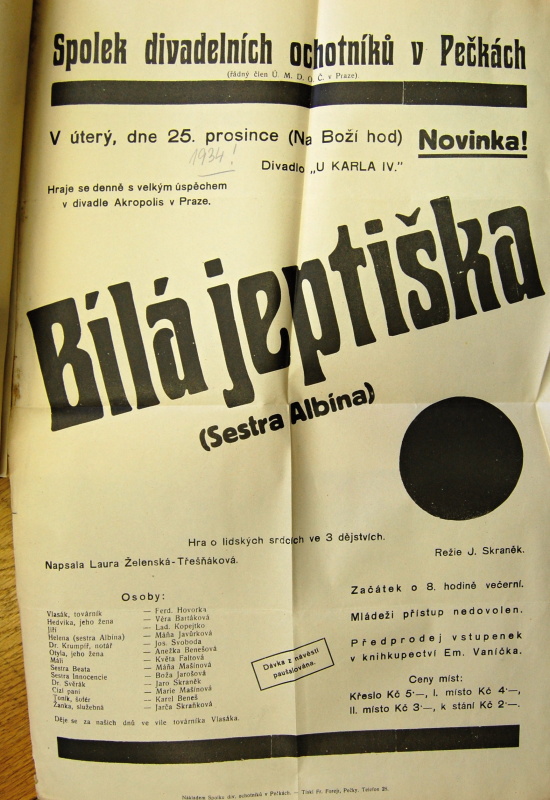 Spolek divadelních ochotníků v Pečkách
(řádný člen Ú. M. D. O. Č. v Praze).
V úterý, dne 25. prosince (Na Boží hod) Novinka!
1934!
Divadlo „U KARLA IV."
Hraje se denně s velkým úspěchem
v divadle Akropolis v Praze.
Bílá jeptiška
(Sestra Albína)
Hra o lidských srdcích ve 3 dějstvích.
Napsala Laura Želenská-Třešňáková.
Režie J. Skraněk.
Osoby:
Vlasák, továrník — Ferd. Hovorka
Hedvika, jeho žena — Věra Bartáková
Jiří — Lad. Kopejtko
Helena (sestra Albína) — Máňa Javůrková
Dr. Krumpíř, notář — Jos. Svoboda
Otyla, jeho žena — Anežka Benešová
Máří — Květa Faltová
Sestra Beata — Máňa Mašínová
Sestra Innocencie — Boža Jarošová
Dr. Svěrák — Jaro Skraněk
Cizí paní — Marie Mašínová
Toník, šofér — Karel Beneš
Žanka, služebná — Jarča Skraňková
Děje se za našich dnů ve vile továrníka Vlasáka.
Dávka z návěstí
paušalována.
Začátek o 8. hodině večerní.
Mládeži přístup nedovolen.
Předprodej vstupenek
v knihkupectví Em. Vaníčka.
Ceny míst:
Křeslo Kč 5·—, I. místo Kč 4·—,
II. místo Kč 3·—, k stání Kč 2·—.
Nákladem Spolku div. ochotníků v Pečkách. — Tiskl Fr. Pečky. Telefon